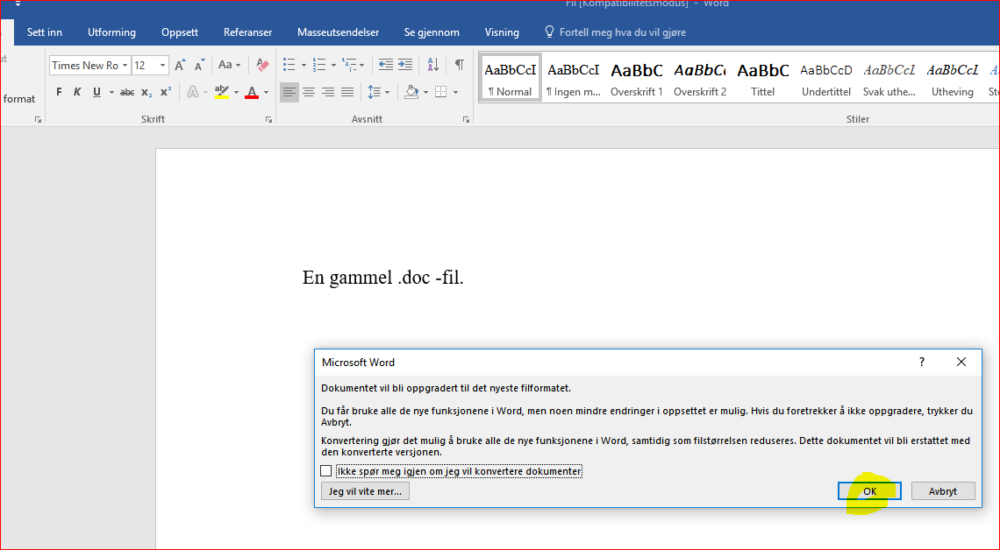 Fil [Kompatibilitetsmodus] - Word
Sett inn Utforming Oppsett Referanser Masseutsendelser Se gjennom Visning Fortell meg hva du vil gjøre
ut
Times New Ro 12 Aa
format
F K U abc x₂ x² A ab A
Skrift Avsnitt Stiler
AaBbCcI AaBbCcI AaBbC AaBbC AaBbC AaBbCcD AaBbCcL AaBbCcL
¶ Normal ¶ Ingen m... Overskrift 1 Overskrift 2 Tittel Undertittel Svak uthe... Utheving
En gammel .doc -fil.
Microsoft Word
Dokumentet vil bli oppgradert til det nyeste filformatet.
Du får bruke alle de nye funksjonene i Word, men noen mindre endringer i oppsettet er mulig. Hvis du foretrekker å ikke oppgradere, trykker du
Avbryt.
Konvertering gjør det mulig å bruke alle de nye funksjonene i Word, samtidig som filstørrelsen reduseres. Dette dokumentet vil bli erstattet med
den konverterte versjonen.
Ikke spør meg igjen om jeg vil konvertere dokumenter
Jeg vil vite mer... OK Avbryt